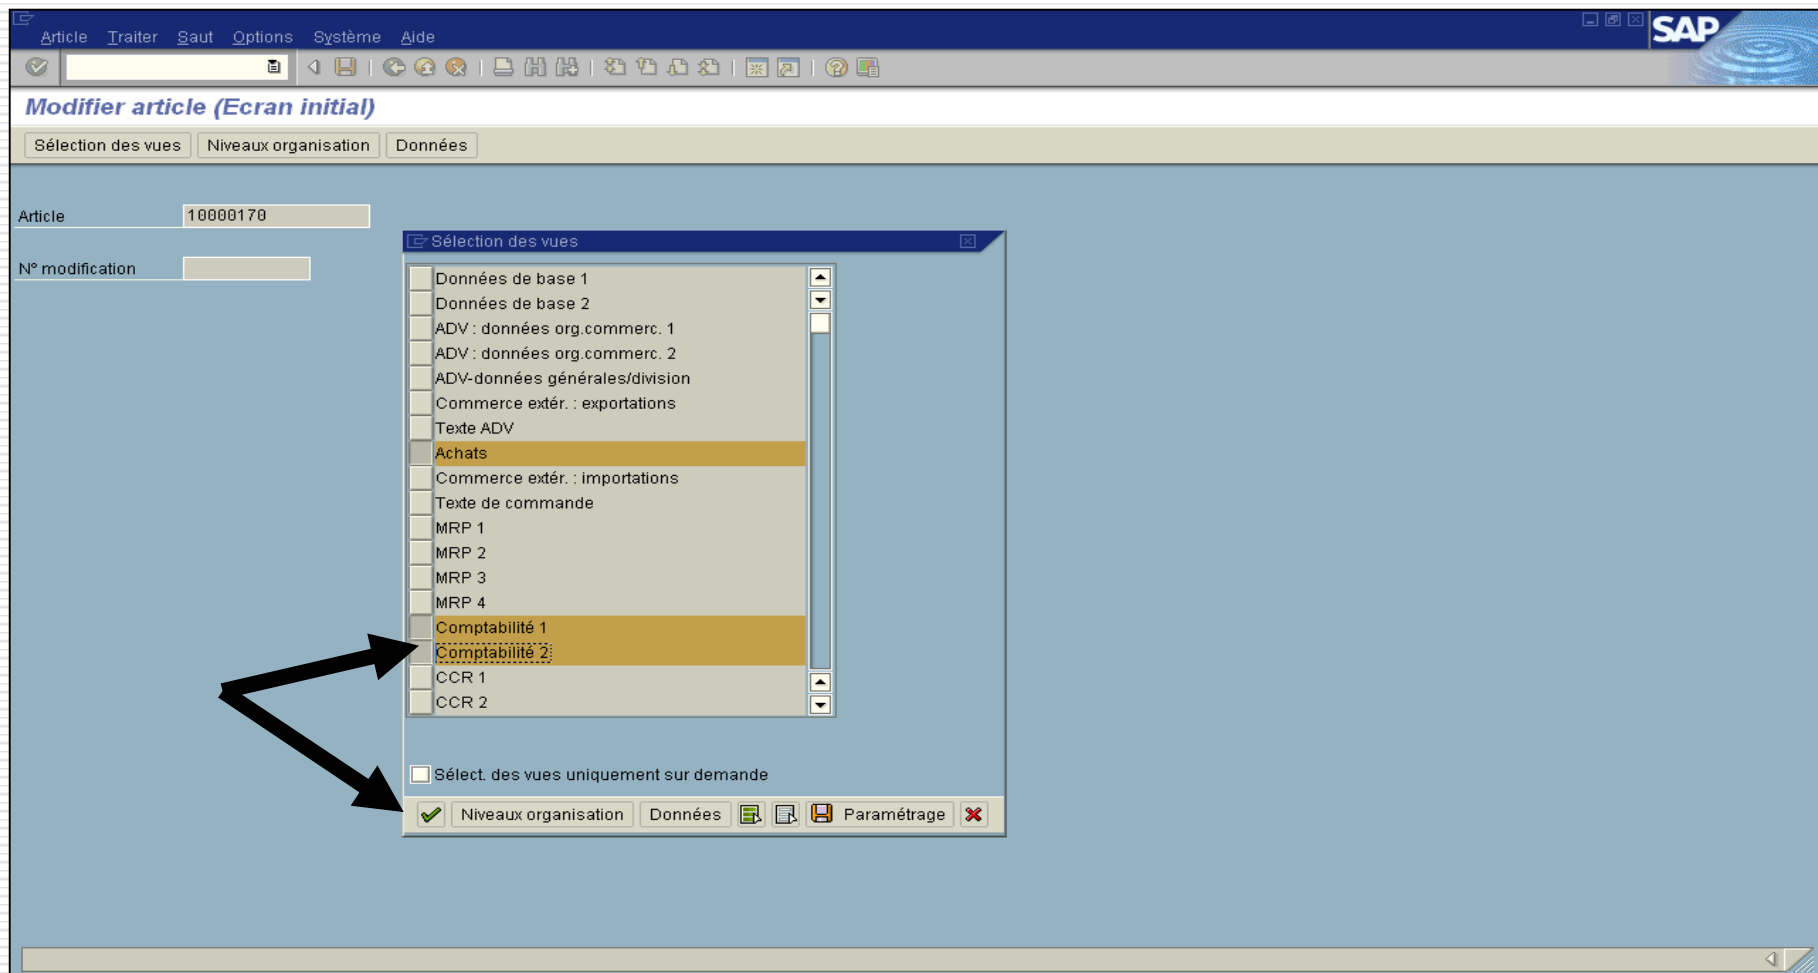 Article Traiter Saut Options Système Aide
SAP
Modifier article (Ecran initial)
Sélection des vues Niveaux organisation Données
Article 10000170
N° modification
Sélection des vues
Données de base 1
Données de base 2
ADV : données org.commerc. 1
ADV : données org.commerc. 2
ADV-données générales/division
Commerce extér. : exportations
Texte ADV
Achats
Commerce extér. : importations
Texte de commande
MRP 1
MRP 2
MRP 3
MRP 4
Comptabilité 1
Comptabilité 2
CCR 1
CCR 2
Sélect. des vues uniquement sur demande
Niveaux organisation Données Paramétrage